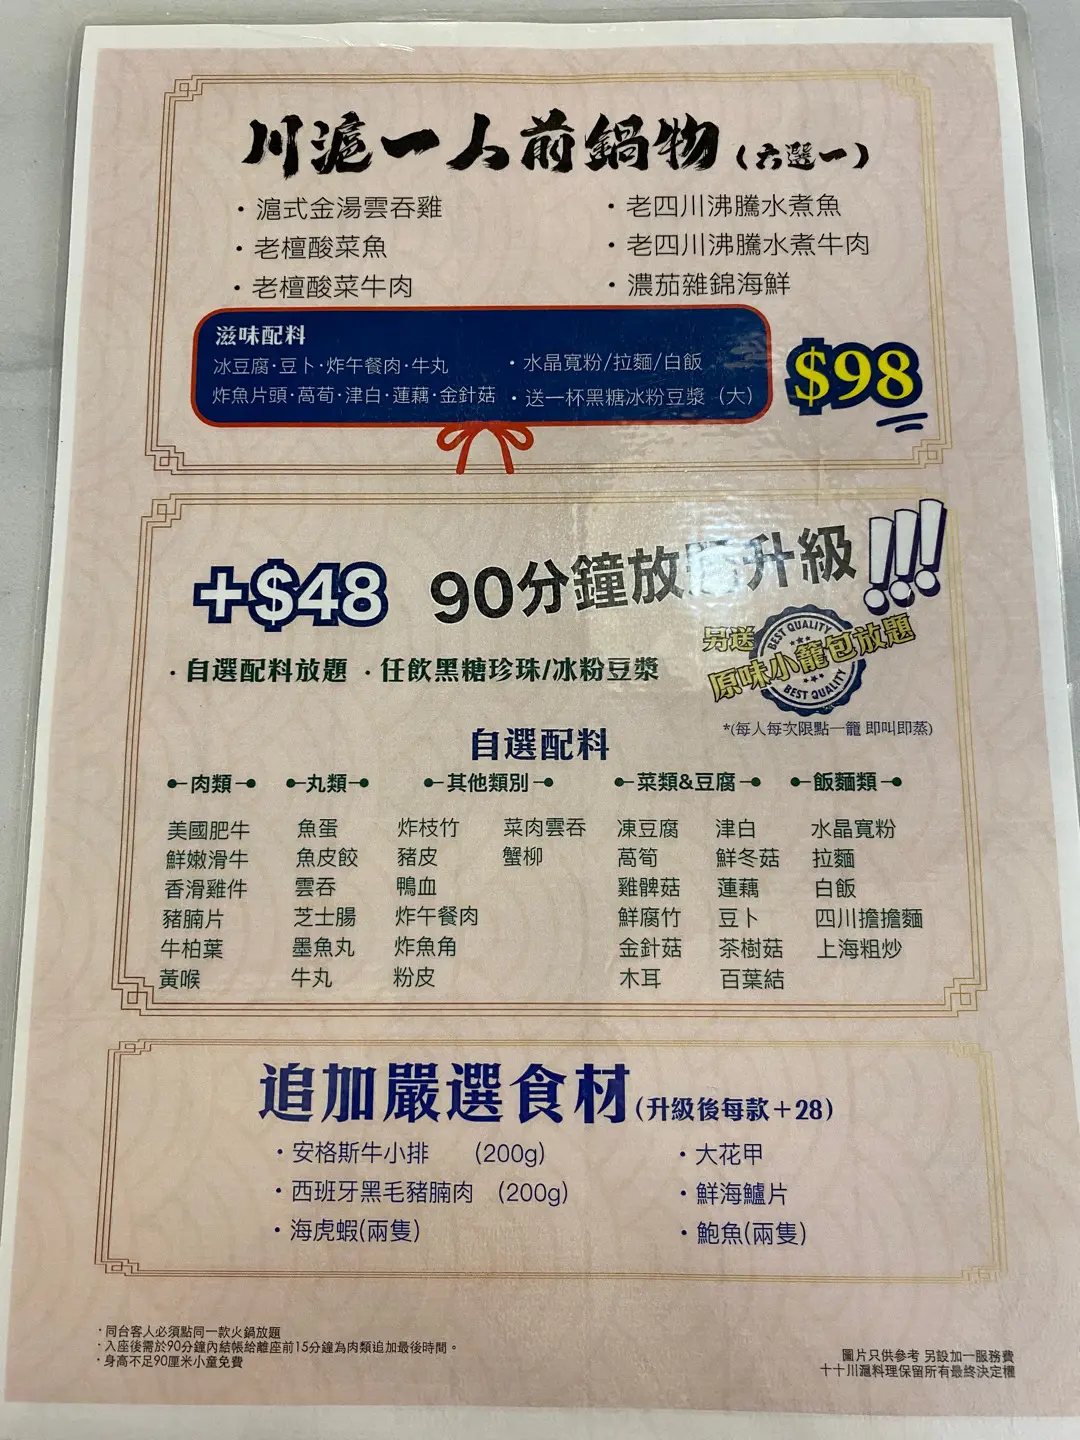 川滬一人前鍋物(六選一)
・滬式金湯雲吞雞
・老檀酸菜魚
・老檀酸菜牛肉
・老四川沸騰水煮魚
・老四川沸騰水煮牛肉
・濃茄雜錦海鮮
滋味配料
冰豆腐·豆卜·炸午餐肉·牛丸
炸魚片頭·萵筍·津白·蓮藕·金針菇
・水晶寬粉/拉麵/白飯
・送一杯黑糖冰粉豆漿（大）
$98
+$48
90分鐘放題升級!!!
另送
原味小籠包放題
BEST QUALITY
BEST QUALITY
*(每人每次限點一籠 即叫即蒸)
·自選配料放題 ·任飲黑糖珍珠/冰粉豆漿
自選配料
肉類
美國肥牛
鮮嫩滑牛
香滑雞件
豬腩片
牛柏葉
黃喉
丸類
魚蛋
魚皮餃
雲吞
芝士腸
墨魚丸
牛丸
其他類別
炸枝竹
豬皮
鴨血
炸午餐肉
炸魚角
粉皮
菜肉雲吞
蟹柳
菜類&豆腐
凍豆腐
萵筍
雞髀菇
鮮腐竹
金針菇
木耳
津白
鮮冬菇
蓮藕
豆卜
茶樹菇
百葉結
飯麵類
水晶寬粉
拉麵
白飯
四川擔擔麵
上海粗炒
追加嚴選食材(升級後每款＋28)
・安格斯牛小排 (200g)
・西班牙黑毛豬腩肉 (200g)
・海虎蝦(兩隻)
・大花甲
・鮮海鱸片
・鮑魚(兩隻)
·同台客人必須點同一款火鍋放題
·入座後需於90分鐘內結帳給離座前15分鐘為肉類追加最後時間。
·身高不足90厘米小童免費
圖片只供參考 另設加一服務費
十十川滬料理保留所有最終決定權